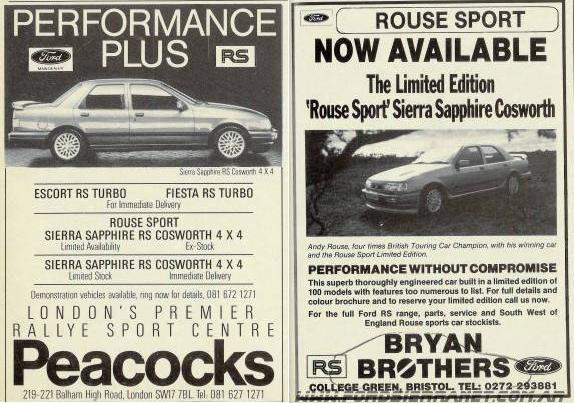 PERFORMANCE
PLUS
Ford
MAIN DEALER
RS
Sierra Sapphire RS Cosworth 4 X 4
ESCORT RS TURBO FIESTA RS TURBO
For Immediate Delivery
ROUSE SPORT
SIERRA SAPPHIRE RS COSWORTH 4 X 4
Limited Availability Ex-Stock
SIERRA SAPPHIRE RS COSWORTH 4 X 4
Limited Stock Immediate Delivery
Demonstration vehicles available, ring now for details, 081 672 1271
LONDON'S PREMIER
RALLYE SPORT CENTRE
Peacocks
219-221 Balham High Road, London SW17 7BL. Tel: 081 627 1271
Ford
ROUSE SPORT
NOW AVAILABLE
The Limited Edition
'Rouse Sport' Sierra Sapphire Cosworth
Andy Rouse, four times British Touring Car Champion, with his winning car
and the Rouse Sport Limited Edition.
PERFORMANCE WITHOUT COMPROMISE
This superb thoroughly engineered car built in a limited edition of
100 models with features too numerous to list. For full details and
colour brochure and to reserve your limited edition call us now.
For the full Ford RS range, parts, service and South West of
England Rouse sports car stockists.
RS
BRYAN
BROTHERS
Ford
COLLEGE GREEN, BRISTOL. TEL: 0272 293881
WWW.FORDSIERRANET.COM.AR